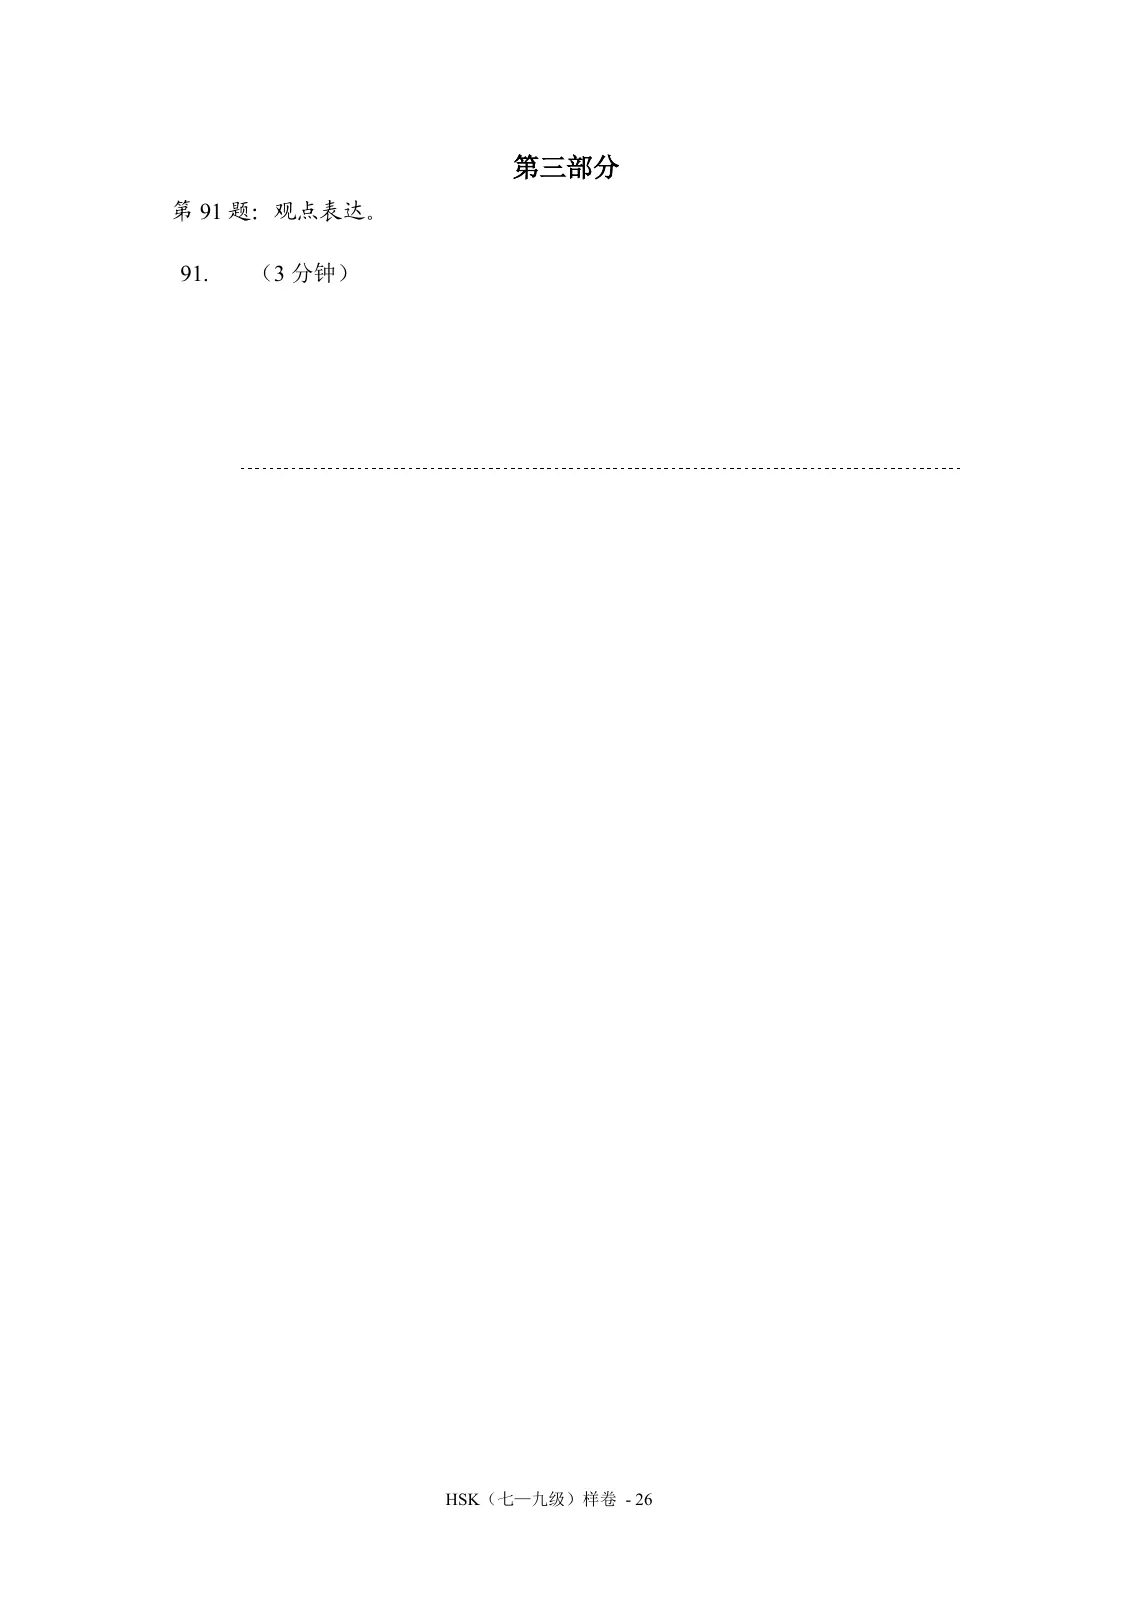 第三部分
第 91 题：观点表达。
91. （3 分钟）
HSK（七—九级）样卷 - 26